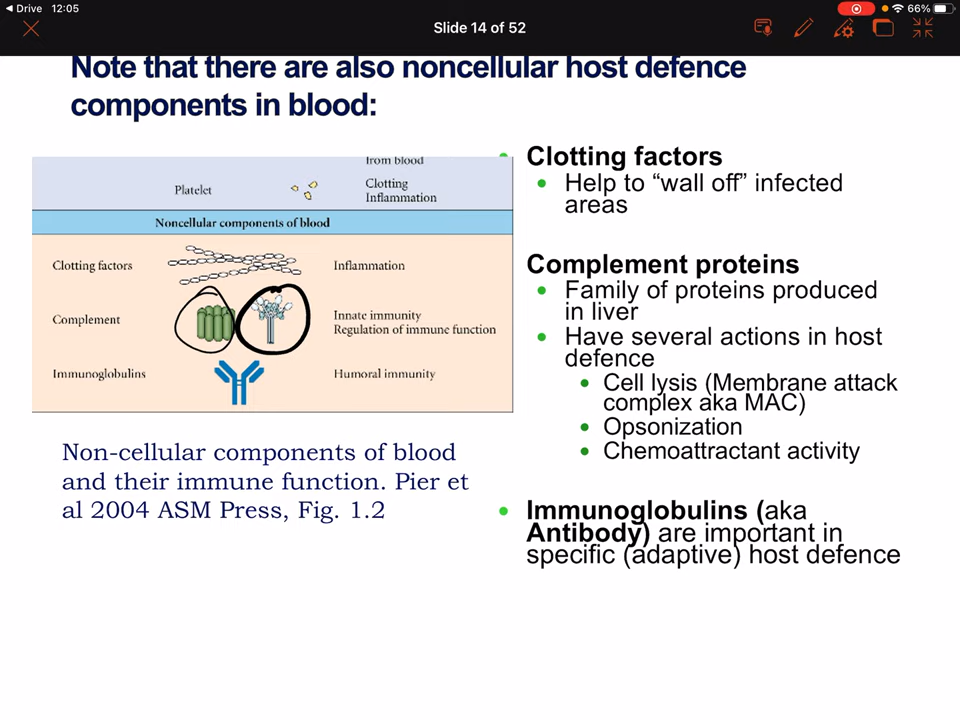 Drive 12:05
66%
Slide 14 of 52
Note that there are also noncellular host defence
components in blood:
from blood
Platelet
Clotting
Inflammation
Noncellular components of blood
Clotting factors
Inflammation
Complement
Innate immunity
Regulation of immune function
Immunoglobulins
Humoral immunity
Non-cellular components of blood
and their immune function. Pier et
al 2004 ASM Press, Fig. 1.2
Clotting factors
Help to “wall off” infected
areas
Complement proteins
Family of proteins produced
in liver
Have several actions in host
defence
Cell lysis (Membrane attack
complex aka MAC)
Opsonization
Chemoattractant activity
Immunoglobulins (aka
Antibody) are important in
specific (adaptive) host defence